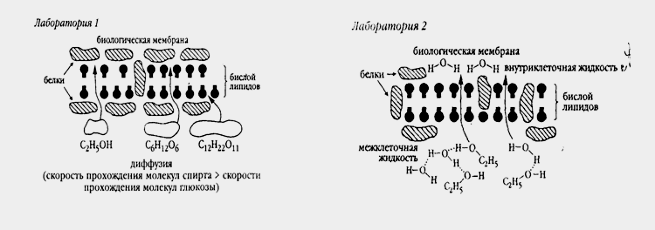 Лаборатория 1
биологическая мембрана
белки
бислой
липидов
C₂H₅OH
C₆H₁₂O₆
C₁₂H₂₂O₁₁
диффузия
(скорость прохождения молекул спирта > скорости
прохождения молекул глюкозы)
Лаборатория 2
биологическая мембрана
H O H
H O H
внутриклеточная жидкость
белки
бислой
липидов
межклеточная
жидкость
H O H
H O
C₂H₅
H O H
H O H
C₂H₅ O H
C₂H₅ O H